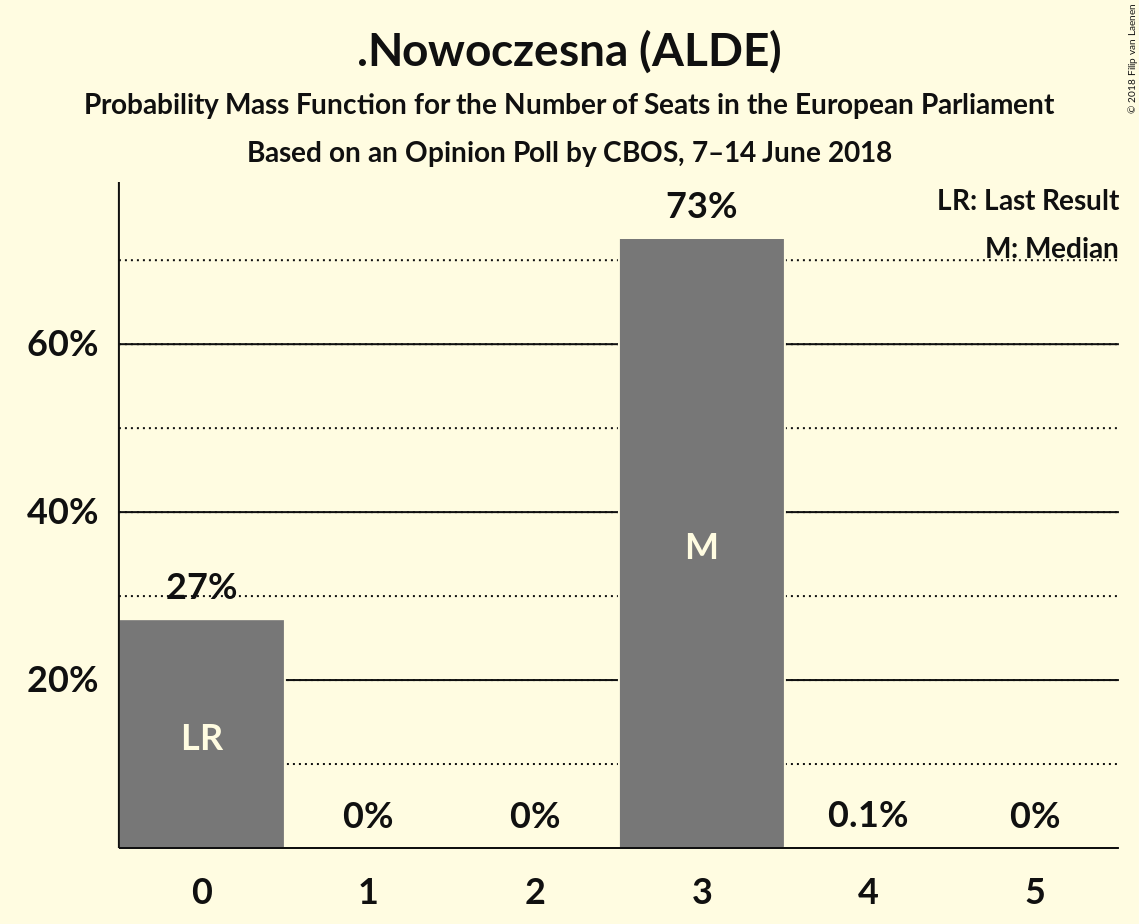 .Nowoczesna (ALDE)
Probability Mass Function for the Number of Seats in the European Parliament
Based on an Opinion Poll by CBOS, 7–14 June 2018
© 2018 Filip van Laenen
LR: Last Result
M: Median
73%
60%
40%
27%
20%
M
LR
0%
0%
0.1%
0%
0
1
2
3
4
5